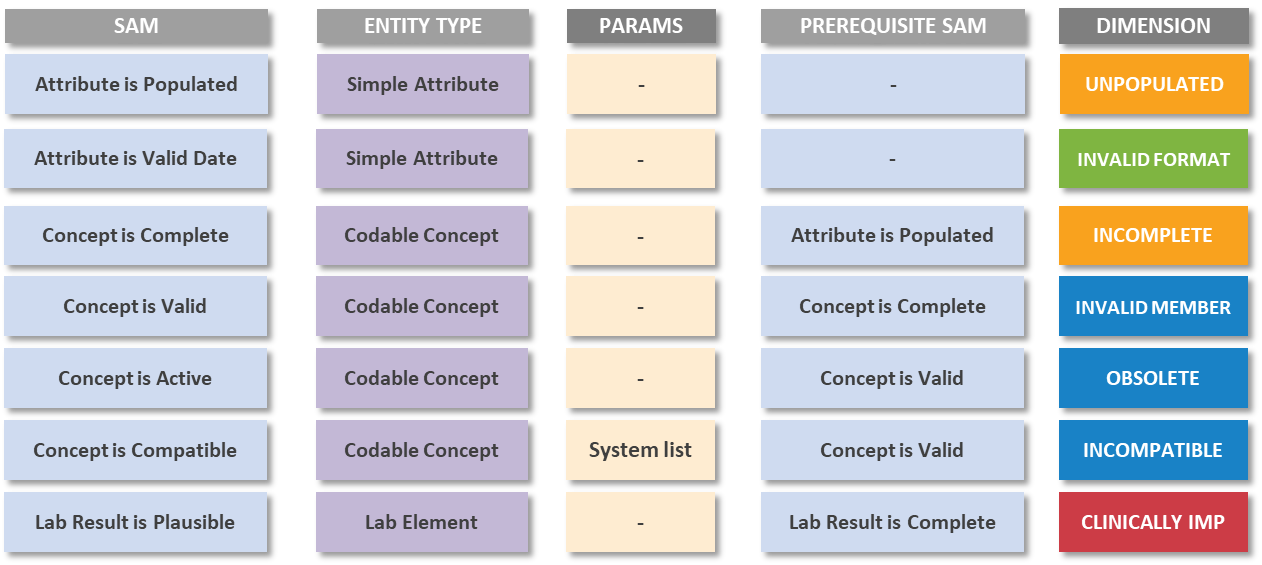 SAM ENTITY TYPE PARAMS PREREQUISITE SAM DIMENSION
Attribute is Populated Simple Attribute - - UNPOPULATED
Attribute is Valid Date Simple Attribute - - INVALID FORMAT
Concept is Complete Codable Concept - Attribute is Populated INCOMPLETE
Concept is Valid Codable Concept - Concept is Complete INVALID MEMBER
Concept is Active Codable Concept - Concept is Valid OBSOLETE
Concept is Compatible Codable Concept System list Concept is Valid INCOMPATIBLE
Lab Result is Plausible Lab Element - Lab Result is Complete CLINICALLY IMP